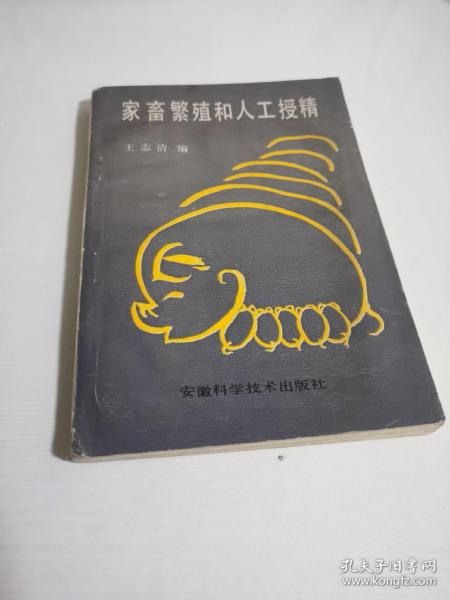 家畜繁殖和人工授精
王志清 编
安徽科学技术出版社
孔夫子旧书网
www.kongfz.com